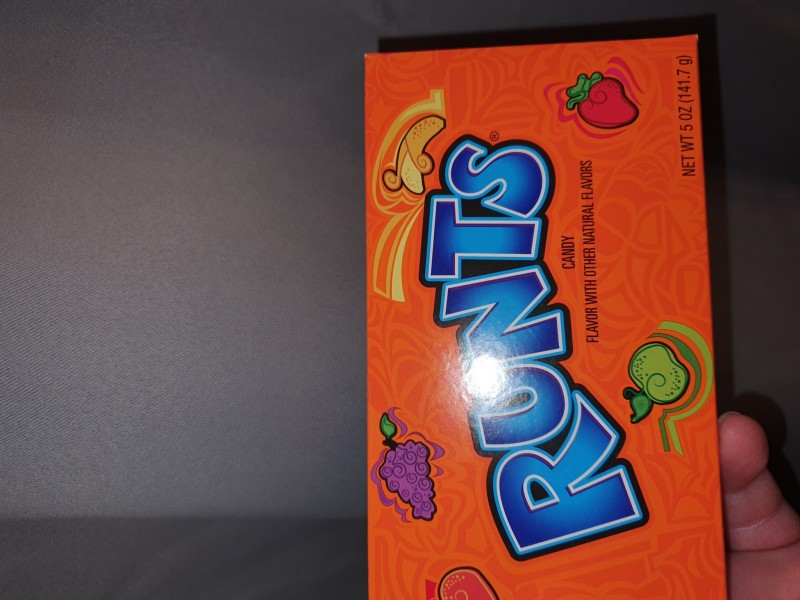 RUNTS®
CANDY
FLAVOR WITH OTHER NATURAL FLAVORS
NET WT 5 OZ (141.7 g)